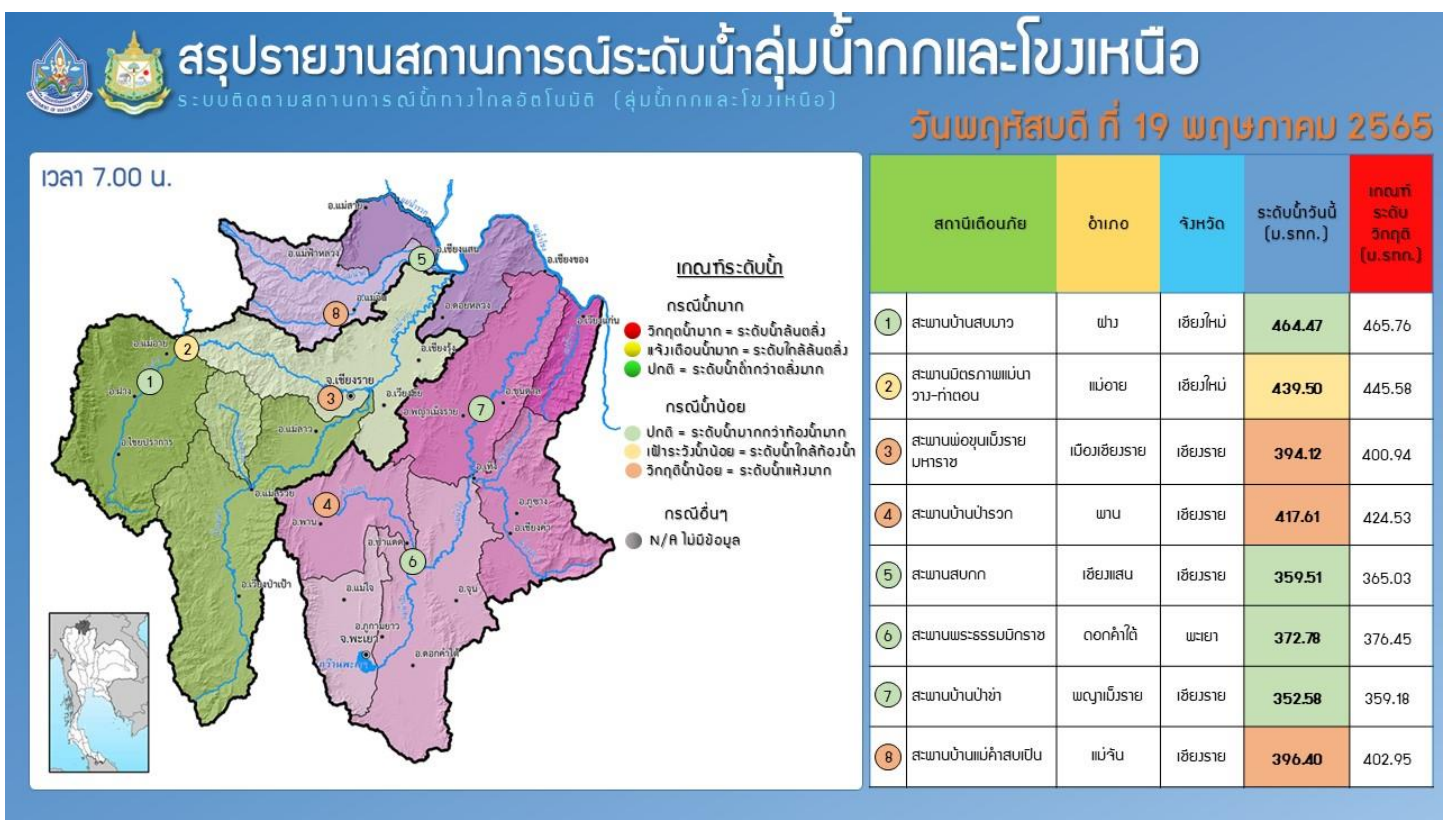 สรุปรายงานสถานการณ์ระดับน้ำลุ่มน้ำกกและโขงเหนือ
ระบบติดตามสถานการณ์น้ำทางไกลอัตโนมัติ (ลุ่มน้ำกกและโขงเหนือ)
วันพฤหัสบดี ที่ 19 พฤษภาคม 2565
เวลา 7.00 น.
อ.แม่สาย
อ.แม่ฟ้าหลวง
อ.เชียงแสน
อ.เชียงของ
5
อ.แม่จัน
8
อ.ดอยหลวง
อ.เวียงแก่น
อ.แม่อาย
2
อ.เชียงรุ้ง
1
อ.ฝาง
จ.เชียงราย
3
อ.เวียงชัย
อ.พญาเม็งราย
7
อ.ขุนตาล
อ.ไชยปราการ
อ.แม่ลาว
อ.เทิง
อ.แม่สรวย
4
อ.พาน
อ.ภูซาง
อ.เชียงคำ
อ.ป่าแดด
6
อ.เวียงป่าเป้า
อ.แม่ใจ
อ.จุน
อ.ภูกามยาว
จ.พะเยา
กว๊านพะเยา
อ.ดอกคำใต้
เกณฑ์ระดับน้ำ
กรณีน้ำมาก
วิกฤตน้ำมาก = ระดับน้ำล้นตลิ่ง
แจ้งเตือนน้ำมาก = ระดับใกล้ล้นตลิ่ง
ปกติ = ระดับน้ำต่ำกว่าตลิ่งมาก
กรณีน้ำน้อย
ปกติ = ระดับน้ำมากกว่าท้องน้ำมาก
เฝ้าระวังน้ำน้อย = ระดับน้ำใกล้ท้องน้ำ
วิกฤติน้ำน้อย = ระดับน้ำแห้งมาก
กรณีอื่นๆ
N/A ไม่มีข้อมูล
สถานีเตือนภัย อำเภอ จังหวัด ระดับน้ำวันนี้ (ม.รทก.) เกณฑ์ระดับวิกฤติ (ม.รทก.)
1 สะพานบ้านสบมาว ฝาง เชียงใหม่ 464.47 465.76
2 สะพานมิตรภาพแม่นาวาง-ท่าตอน แม่อาย เชียงใหม่ 439.50 445.58
3 สะพานพ่อขุนเม็งรายมหาราช เมืองเชียงราย เชียงราย 394.12 400.94
4 สะพานบ้านป่ารวก พาน เชียงราย 417.61 424.53
5 สะพานสบกก เชียงแสน เชียงราย 359.51 365.03
6 สะพานพระธรรมมิกราช ดอกคำใต้ พะเยา 372.78 376.45
7 สะพานบ้านป่าข่า พญาเม็งราย เชียงราย 352.58 359.18
8 สะพานบ้านแม่คำสบเปิน แม่จัน เชียงราย 396.40 402.95